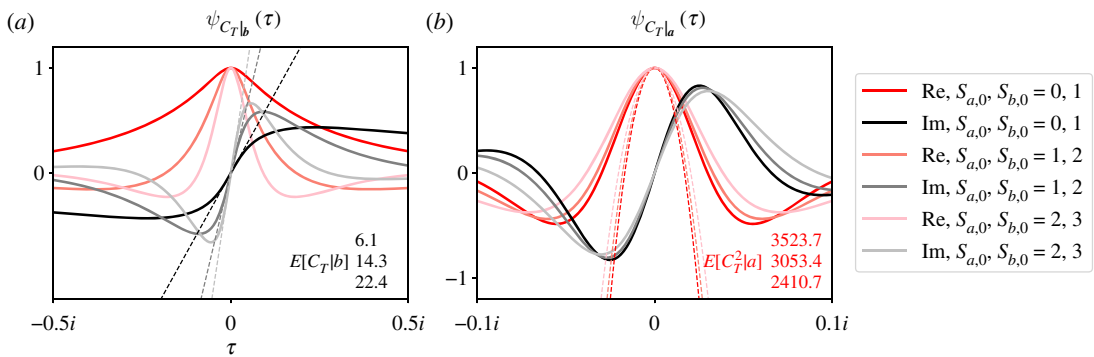 (a)
ψ_{C_T|b}(τ)
1
0
−1
6.1
E[C_T|b] 14.3
22.4
−0.5i
0
0.5i
τ
(b)
ψ_{C_T|a}(τ)
1
0
−1
3523.7
E[C_T^2|a] 3053.4
2410.7
−0.1i
0
0.1i
Re, S_{a,0}, S_{b,0} = 0, 1
Im, S_{a,0}, S_{b,0} = 0, 1
Re, S_{a,0}, S_{b,0} = 1, 2
Im, S_{a,0}, S_{b,0} = 1, 2
Re, S_{a,0}, S_{b,0} = 2, 3
Im, S_{a,0}, S_{b,0} = 2, 3